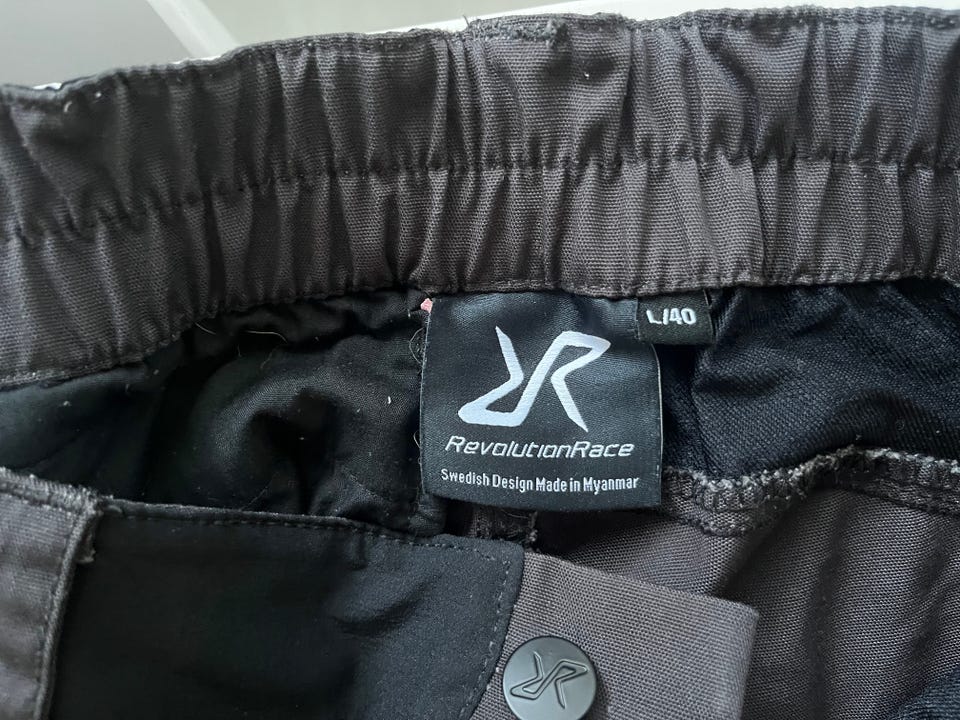 L/40
RevolutionRace
Swedish Design Made in Myanmar